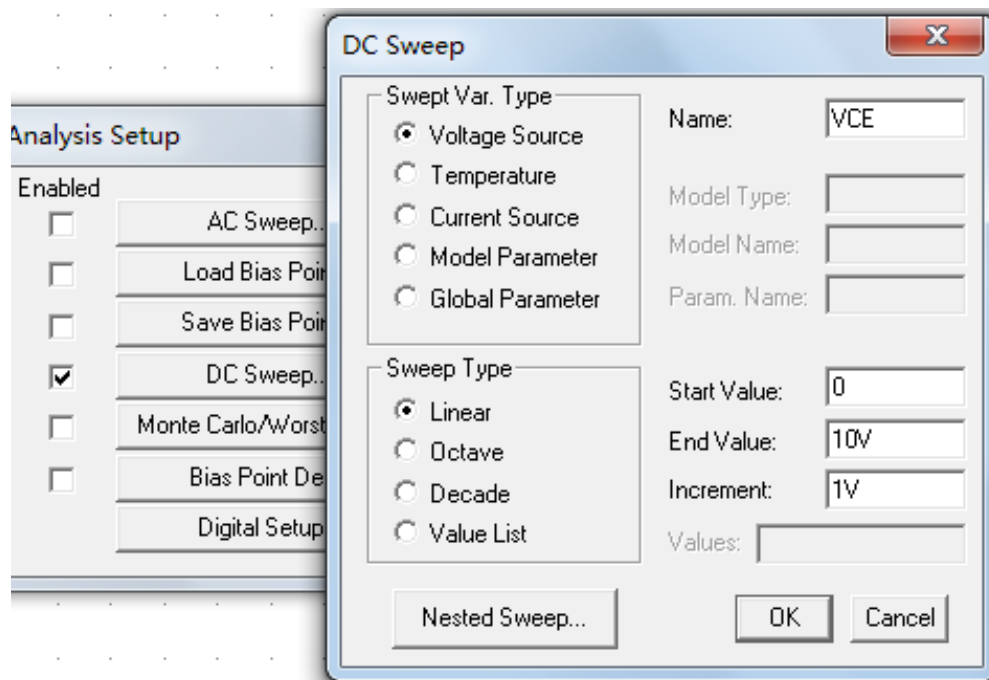 Analysis Setup
Enabled
AC Sweep..
Load Bias Poin
Save Bias Poin
DC Sweep..
Monte Carlo/Worst
Bias Point De
Digital Setup
DC Sweep
Swept Var. Type
Voltage Source
Temperature
Current Source
Model Parameter
Global Parameter
Name: VCE
Model Type:
Model Name:
Param. Name:
Sweep Type
Linear
Octave
Decade
Value List
Start Value: 0
End Value: 10V
Increment: 1V
Values:
Nested Sweep...
OK
Cancel